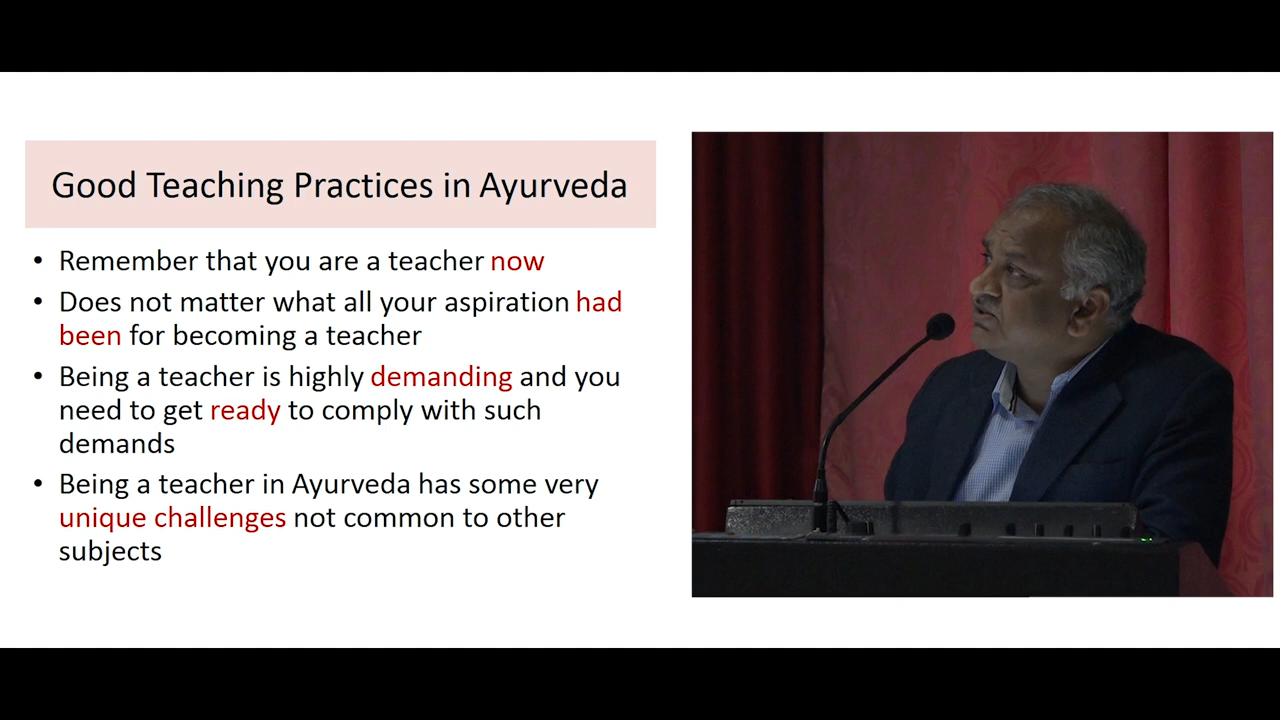 Good Teaching Practices in Ayurveda
• Remember that you are a teacher now
• Does not matter what all your aspiration had
been for becoming a teacher
• Being a teacher is highly demanding and you
need to get ready to comply with such
demands
• Being a teacher in Ayurveda has some very
unique challenges not common to other
subjects